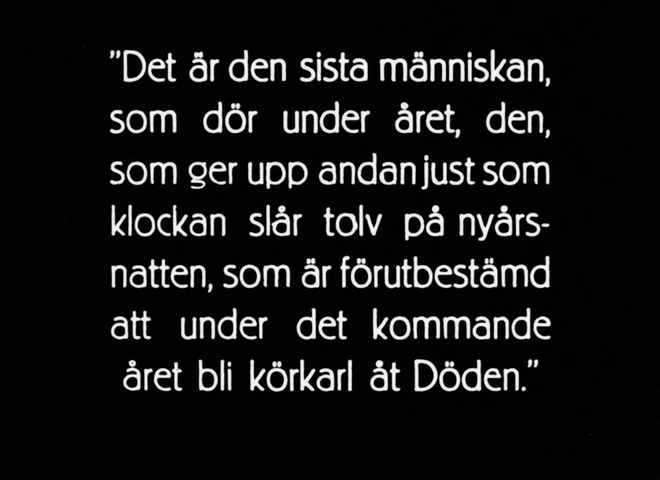 "Det är den sista människan,
som dör under året, den,
som ger upp andan just som
klockan slår tolv på nyårs-
natten, som är förutbestämd
att under det kommande
året bli körkarl åt Döden."